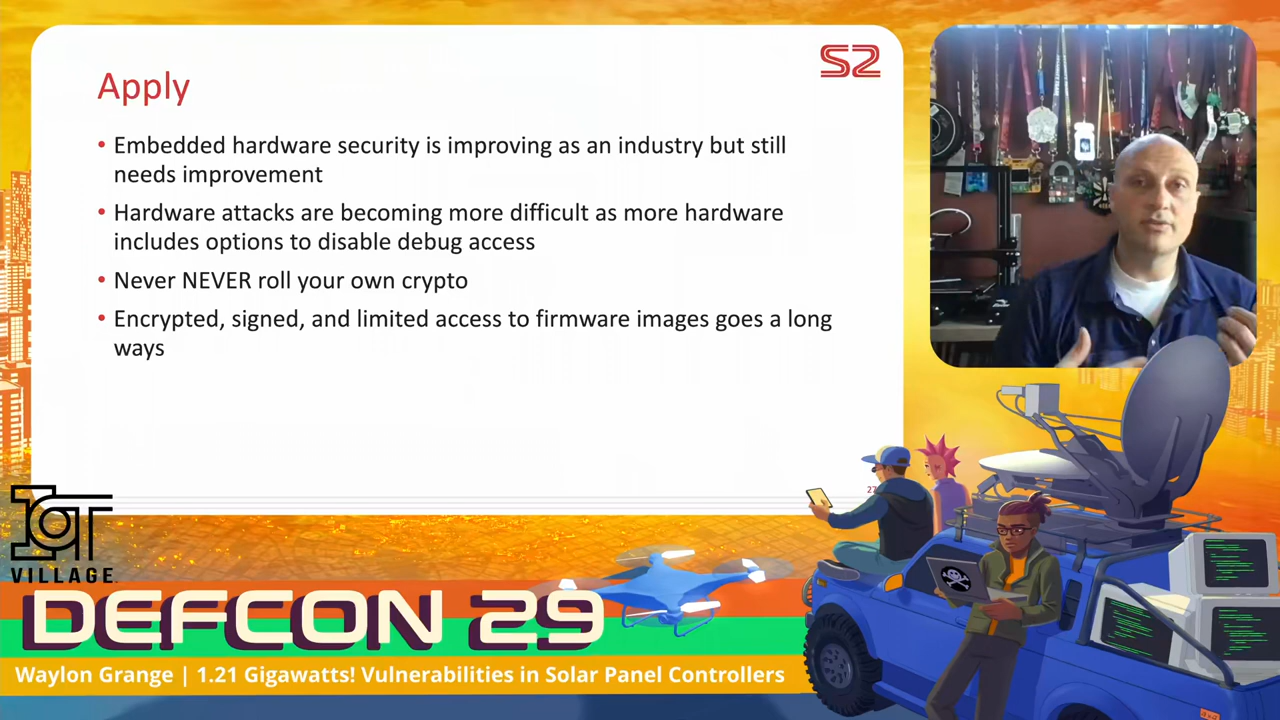 S2
Apply
• Embedded hardware security is improving as an industry but still
needs improvement
• Hardware attacks are becoming more difficult as more hardware
includes options to disable debug access
• Never NEVER roll your own crypto
• Encrypted, signed, and limited access to firmware images goes a long
ways
27
IOT
VILLAGE
DEFCON 29
Waylon Grange | 1.21 Gigawatts! Vulnerabilities in Solar Panel Controllers